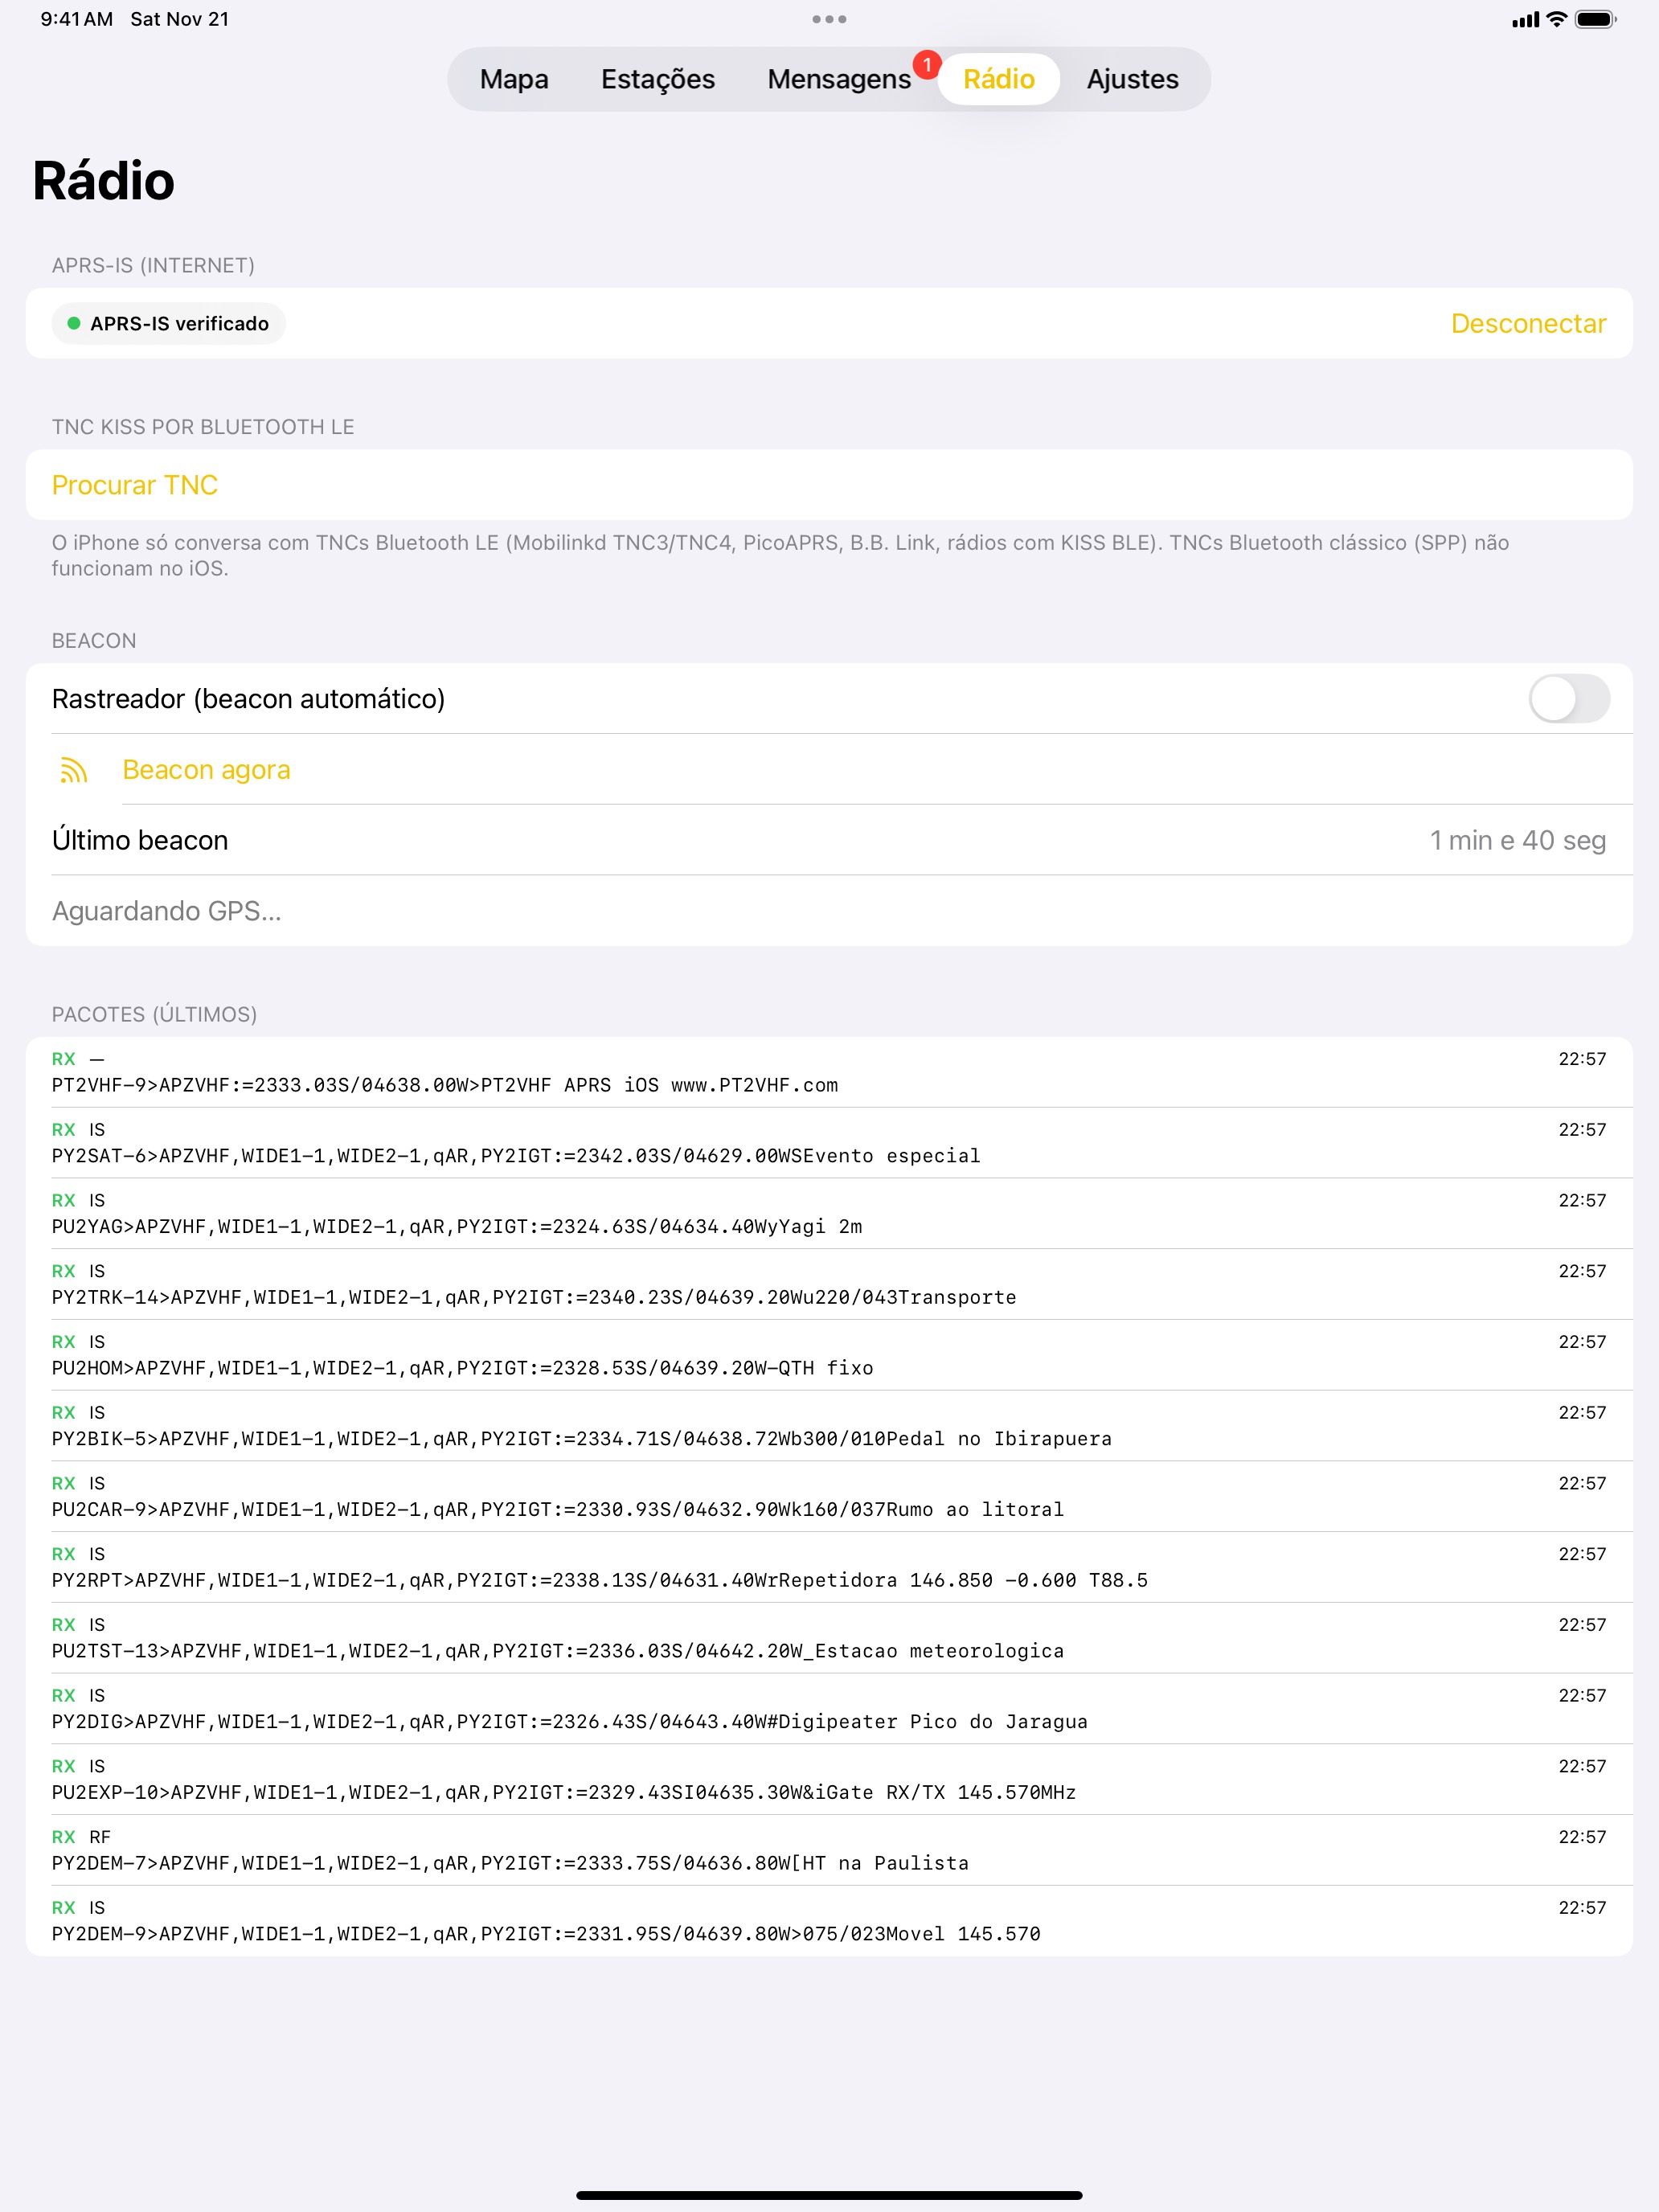 9:41 AM Sat Nov 21
Mapa Estações Mensagens 1 Rádio Ajustes
Rádio
APRS-IS (INTERNET)
APRS-IS verificado Desconectar
TNC KISS POR BLUETOOTH LE
Procurar TNC
O iPhone só conversa com TNCs Bluetooth LE (Mobilinkd TNC3/TNC4, PicoAPRS, B.B. Link, rádios com KISS BLE). TNCs Bluetooth clássico (SPP) não
funcionam no iOS.
BEACON
Rastreador (beacon automático)
Beacon agora
Último beacon 1 min e 40 seg
Aguardando GPS...
PACOTES (ÚLTIMOS)
RX — 22:57
PT2VHF-9>APZVHF:=2333.03S/04638.00W>PT2VHF APRS iOS www.PT2VHF.com
RX IS 22:57
PY2SAT-6>APZVHF,WIDE1-1,WIDE2-1,qAR,PY2IGT:=2342.03S/04629.00WSEvento especial
RX IS 22:57
PU2YAG>APZVHF,WIDE1-1,WIDE2-1,qAR,PY2IGT:=2324.63S/04634.40WyYagi 2m
RX IS 22:57
PY2TRK-14>APZVHF,WIDE1-1,WIDE2-1,qAR,PY2IGT:=2340.23S/04639.20Wu220/043Transporte
RX IS 22:57
PU2HOM>APZVHF,WIDE1-1,WIDE2-1,qAR,PY2IGT:=2328.53S/04639.20W-QTH fixo
RX IS 22:57
PY2BIK-5>APZVHF,WIDE1-1,WIDE2-1,qAR,PY2IGT:=2334.71S/04638.72Wb300/010Pedal no Ibirapuera
RX IS 22:57
PU2CAR-9>APZVHF,WIDE1-1,WIDE2-1,qAR,PY2IGT:=2330.93S/04632.90Wk160/037Rumo ao litoral
RX IS 22:57
PY2RPT>APZVHF,WIDE1-1,WIDE2-1,qAR,PY2IGT:=2338.13S/04631.40WrRepetidora 146.850 -0.600 T88.5
RX IS 22:57
PU2TST-13>APZVHF,WIDE1-1,WIDE2-1,qAR,PY2IGT:=2336.03S/04642.20W_Estacao meteorologica
RX IS 22:57
PY2DIG>APZVHF,WIDE1-1,WIDE2-1,qAR,PY2IGT:=2326.43S/04643.40W#Digipeater Pico do Jaragua
RX IS 22:57
PU2EXP-10>APZVHF,WIDE1-1,WIDE2-1,qAR,PY2IGT:=2329.43SI04635.30W&iGate RX/TX 145.570MHz
RX RF 22:57
PY2DEM-7>APZVHF,WIDE1-1,WIDE2-1,qAR,PY2IGT:=2333.75S/04636.80W[HT na Paulista
RX IS 22:57
PY2DEM-9>APZVHF,WIDE1-1,WIDE2-1,qAR,PY2IGT:=2331.95S/04639.80W>075/023Movel 145.570